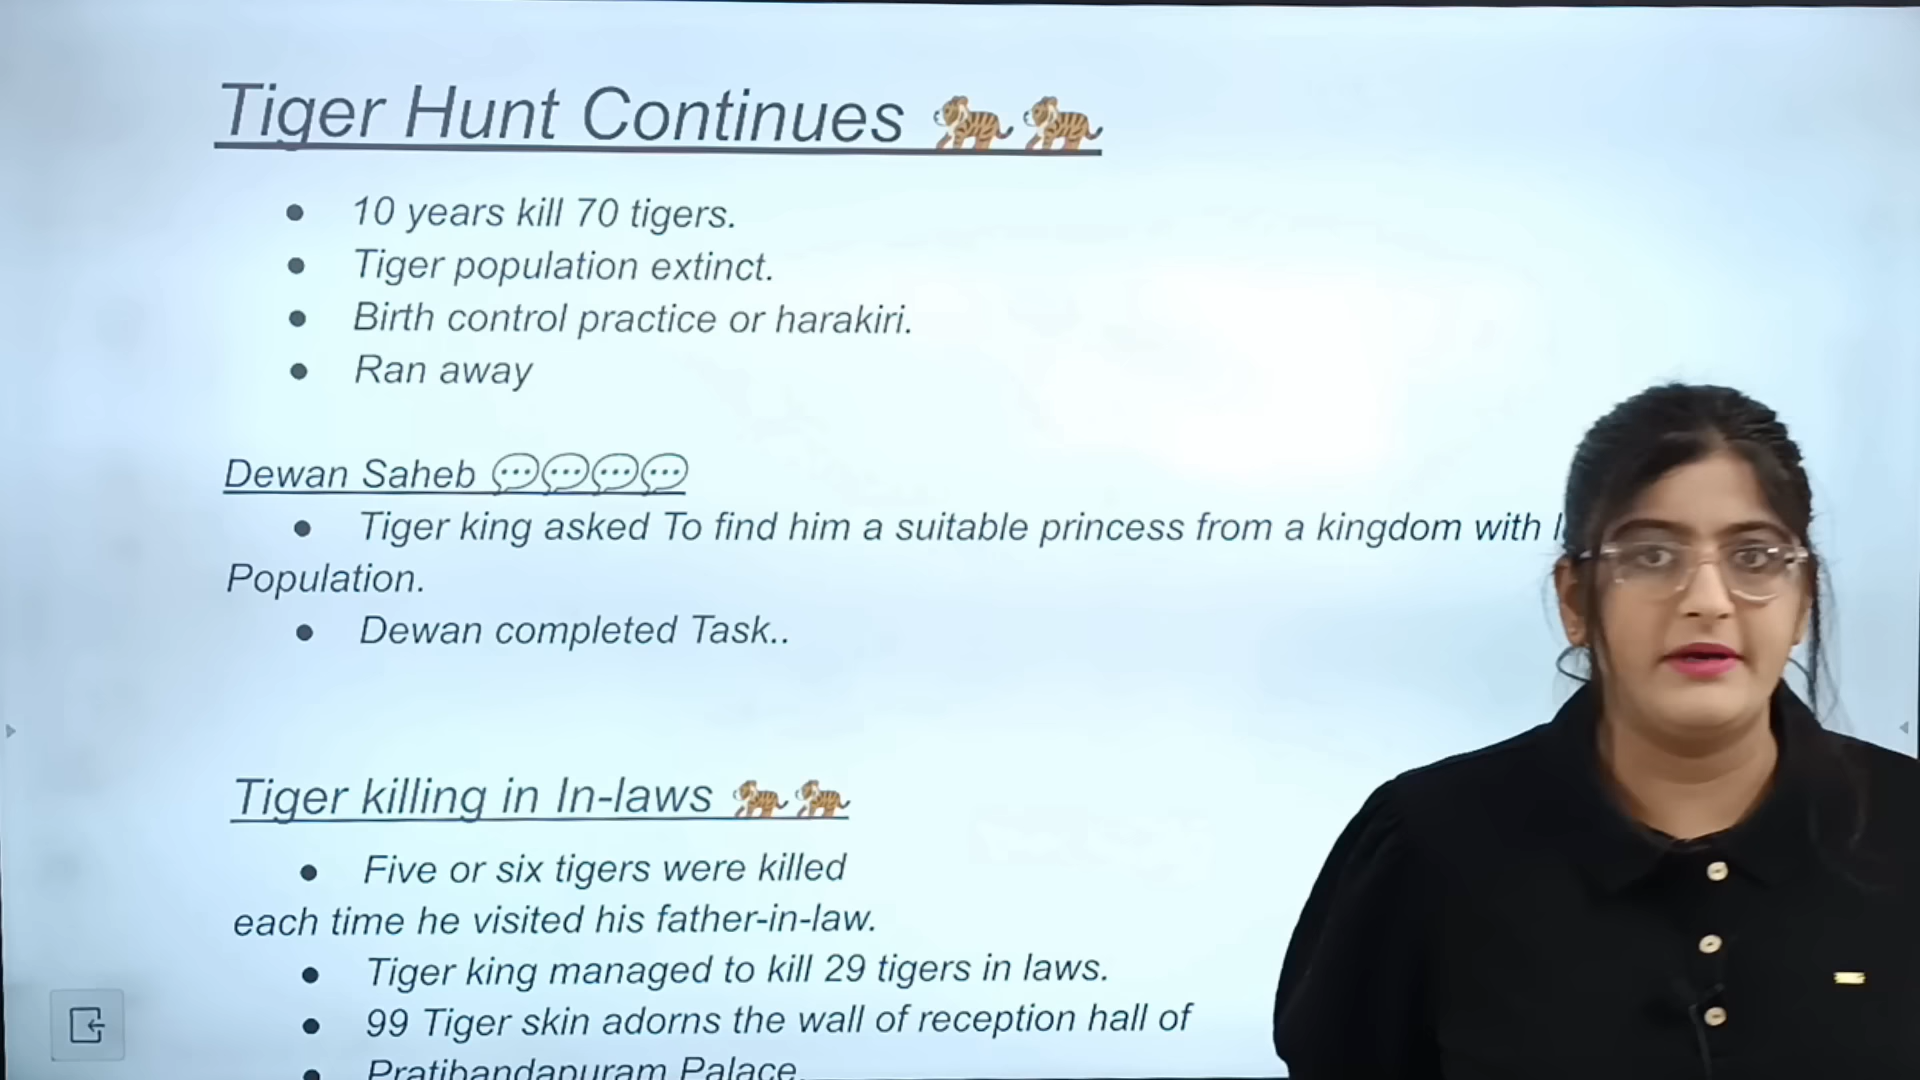 Tiger Hunt Continues
● 10 years kill 70 tigers.
● Tiger population extinct.
● Birth control practice or harakiri.
● Ran away
Dewan Saheb
● Tiger king asked To find him a suitable princess from a kingdom with
Population.
● Dewan completed Task..
Tiger killing in In-laws
● Five or six tigers were killed
each time he visited his father-in-law.
● Tiger king managed to kill 29 tigers in laws.
● 99 Tiger skin adorns the wall of reception hall of
● Pratibandapuram Palace.